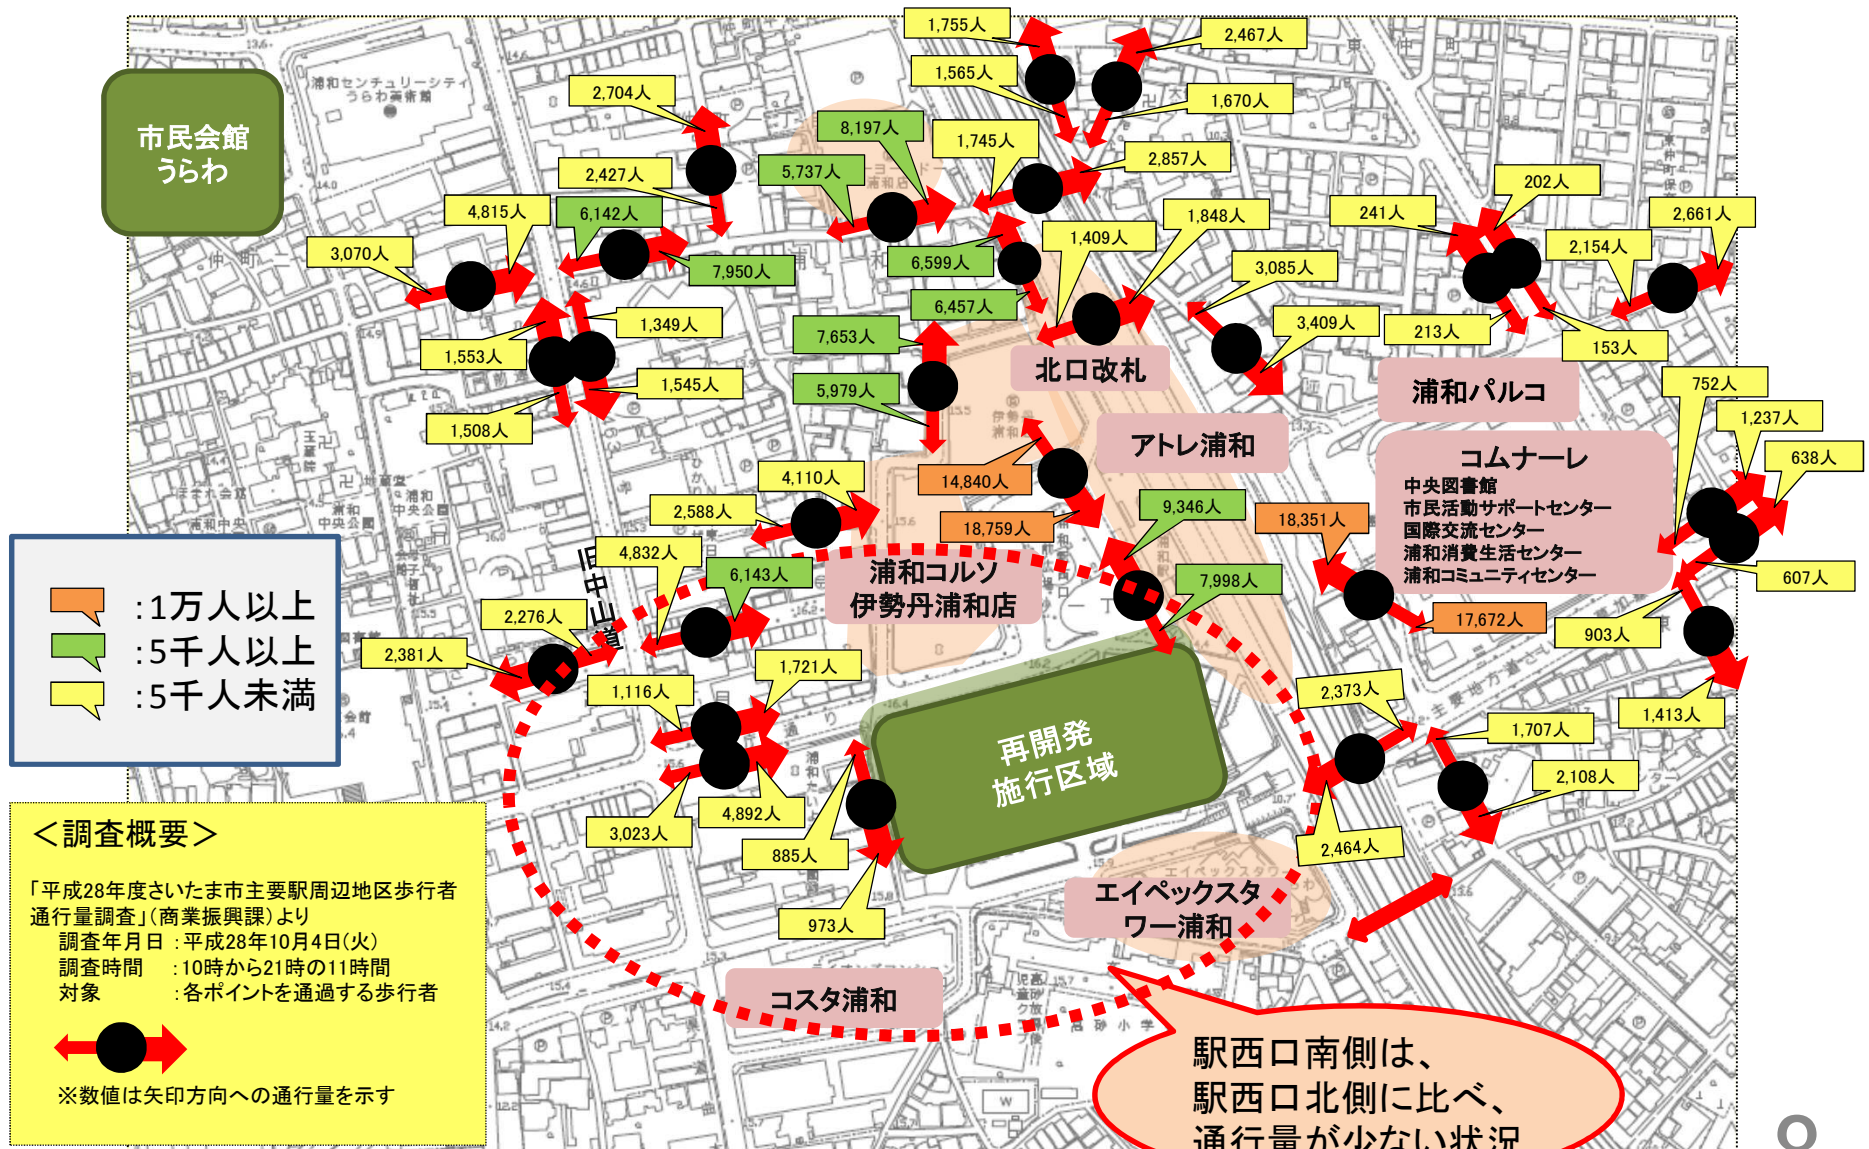 市民会館
うらわ
浦和センチュリーシティ
うらわ美術館
1,755人
2,467人
1,565人
1,670人
2,704人
8,197人
1,745人
2,857人
5,737人
2,427人
4,815人
6,142人
3,070人
7,950人
6,599人
1,409人
1,848人
6,457人
3,085人
3,409人
202人
241人
2,154人
2,661人
213人
153人
1,349人
1,553人
1,545人
1,508人
7,653人
5,979人
北口改札
浦和パルコ
アトレ浦和
752人
1,237人
638人
コムナーレ
中央図書館
市民活動サポートセンター
国際交流センター
浦和消費生活センター
浦和コミュニティセンター
607人
903人
1,413人
14,840人
18,759人
9,346人
7,998人
18,351人
17,672人
4,110人
2,588人
4,832人
6,143人
旧中山道
2,276人
2,381人
浦和コルソ
伊勢丹浦和店
1,116人
1,721人
3,023人
4,892人
885人
973人
再開発
施行区域
2,373人
2,464人
1,707人
2,108人
エイペックスタ
ワー浦和
コスタ浦和
:1万人以上
:5千人以上
:5千人未満
＜調査概要＞
「平成28年度さいたま市主要駅周辺地区歩行者
通行量調査」(商業振興課)より
調査年月日 :平成28年10月4日(火)
調査時間 :10時から21時の11時間
対象 :各ポイントを通過する歩行者
※数値は矢印方向への通行量を示す
駅西口南側は、
駅西口北側に比べ、
通行量が少ない状況